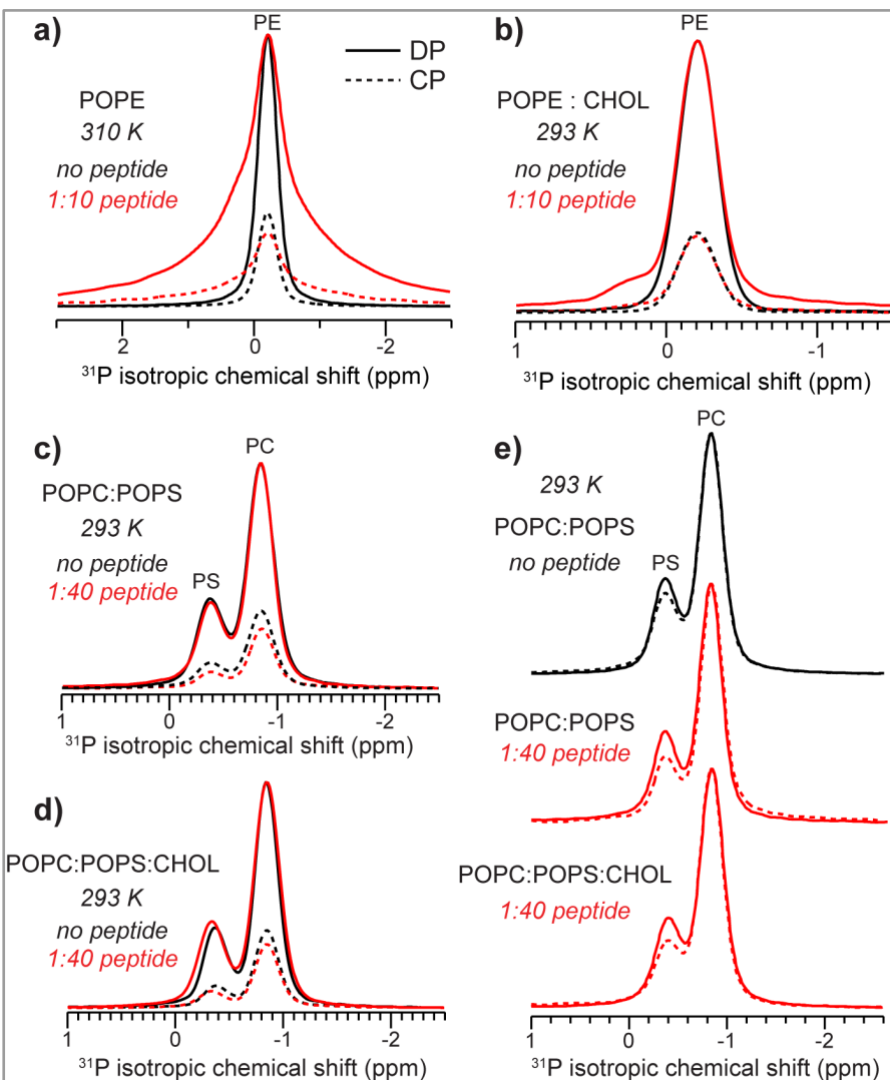 a)
PE
DP
CP
POPE
310 K
no peptide
1:10 peptide
2 0 -2
³¹P isotropic chemical shift (ppm)
b)
PE
POPE : CHOL
293 K
no peptide
1:10 peptide
1 0 -1
³¹P isotropic chemical shift (ppm)
c)
PC
POPC:POPS
293 K
no peptide
1:40 peptide
PS
1 0 -1 -2
³¹P isotropic chemical shift (ppm)
d)
POPC:POPS:CHOL
293 K
no peptide
1:40 peptide
1 0 -1 -2
³¹P isotropic chemical shift (ppm)
e)
PC
293 K
POPC:POPS
no peptide
PS
POPC:POPS
1:40 peptide
POPC:POPS:CHOL
1:40 peptide
1 0 -1 -2
³¹P isotropic chemical shift (ppm)